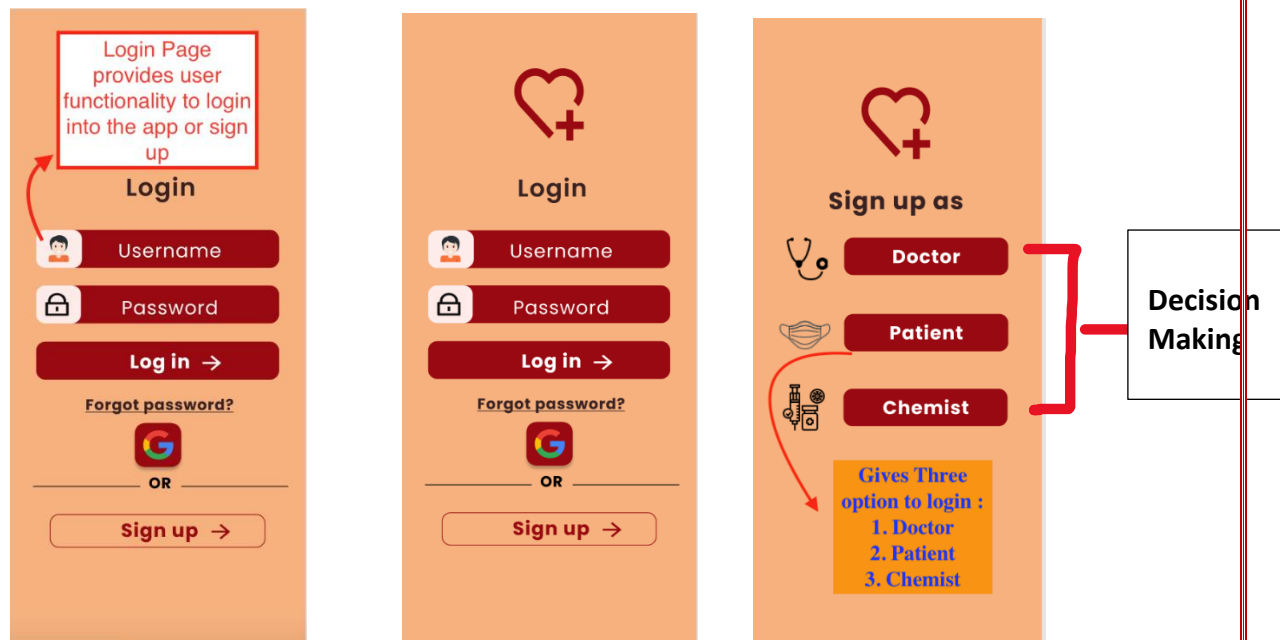 Login Page
provides user
functionality to login
into the app or sign
up
Login
Username
Password
Log in →
Forgot password?
G
OR
Sign up →
Login
Username
Password
Log in →
Forgot password?
G
OR
Sign up →
Sign up as
Doctor
Patient
Chemist
Gives Three
option to login :
1. Doctor
2. Patient
3. Chemist
Decision
Making